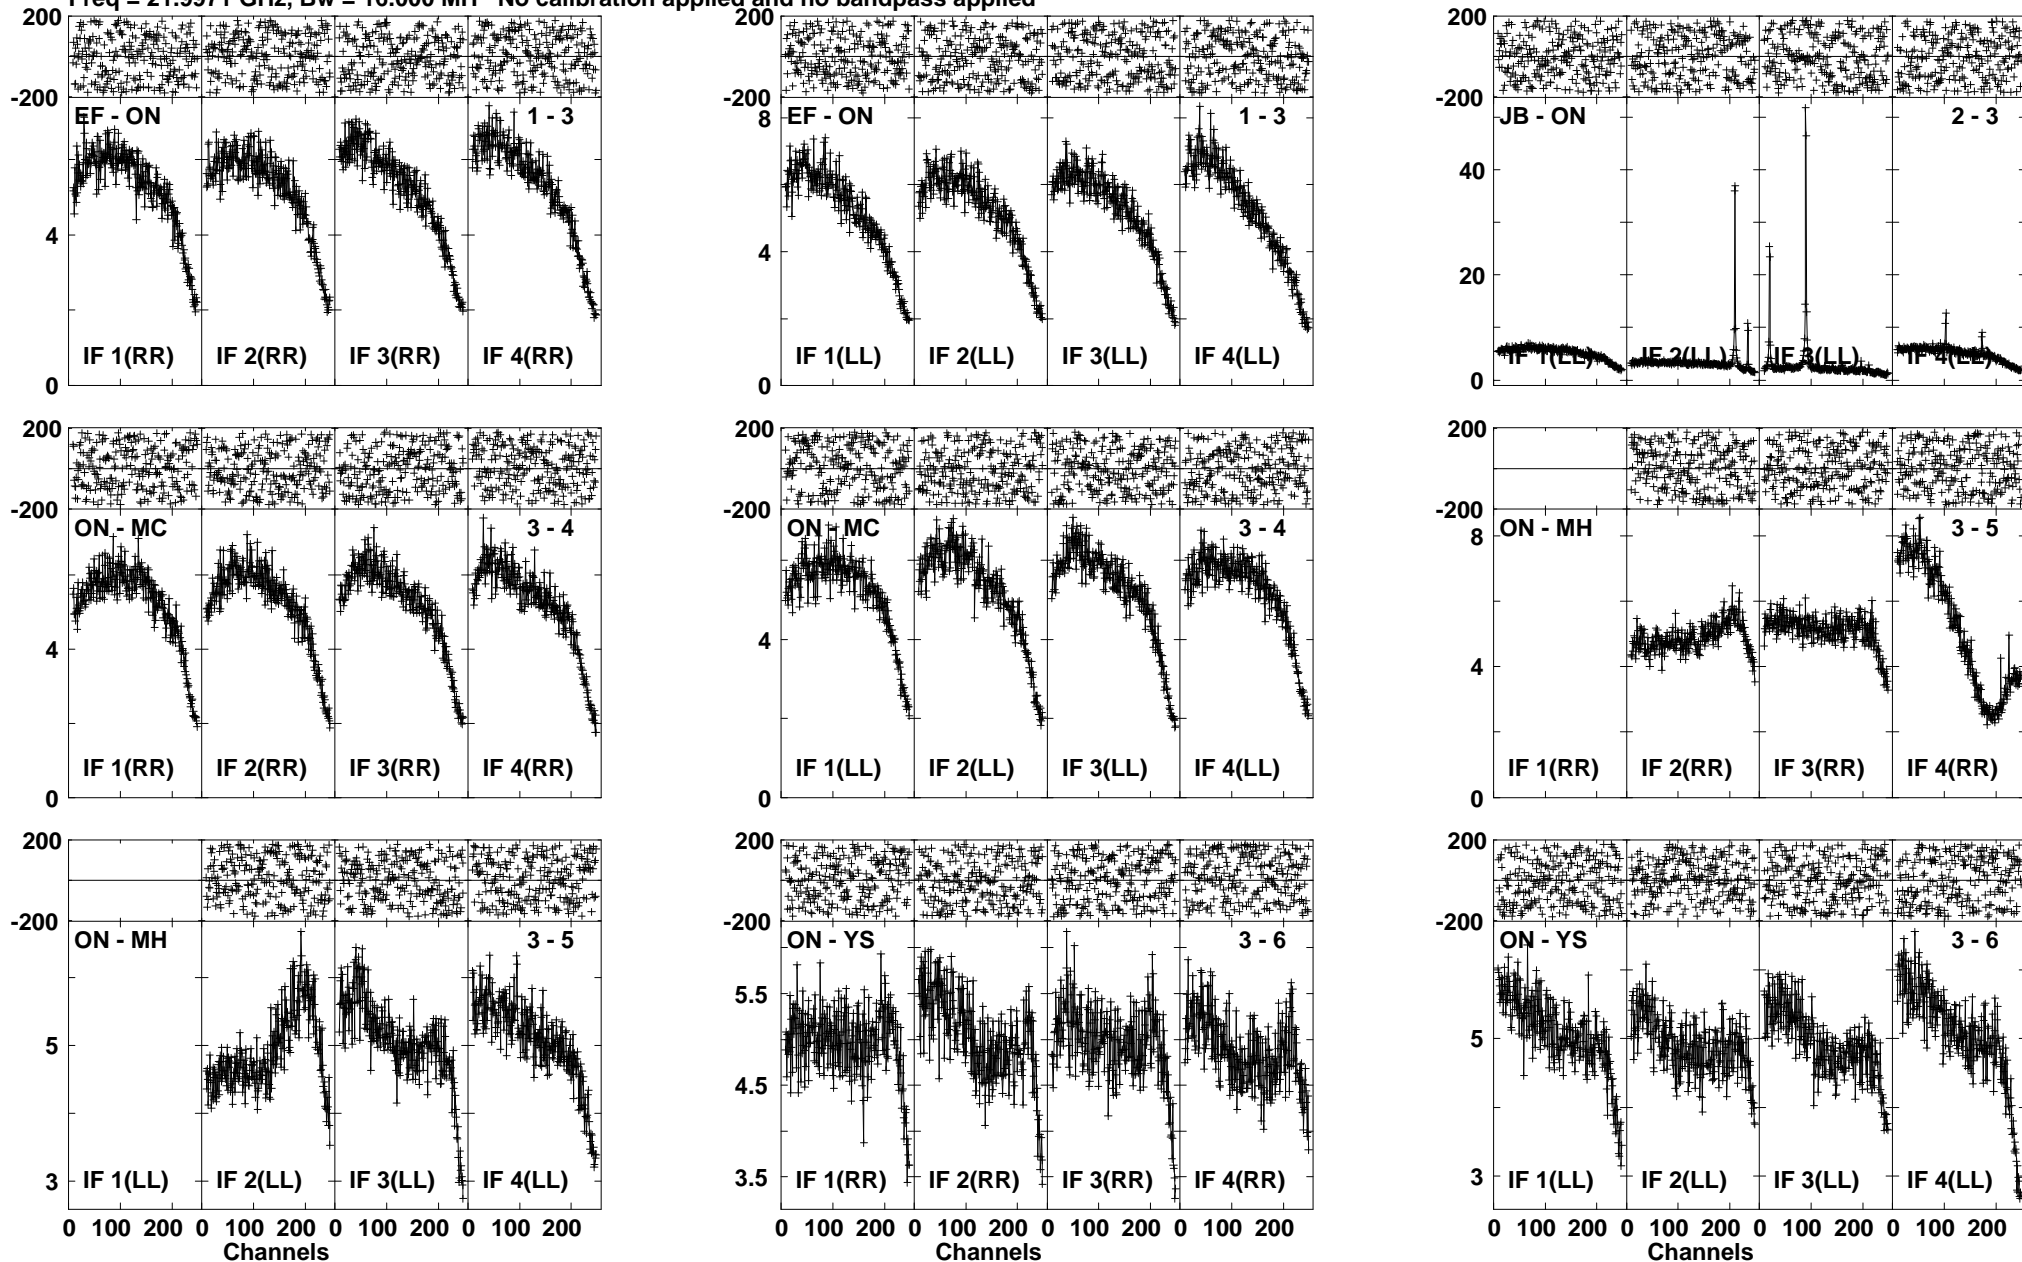 Freq = 21.9971 GHz, Bw = 16.000 MH No calibration applied and no bandpass applied
200 200 200
-200 -200 -200
EF - ON 1 - 3 EF - ON 1 - 3 JB - ON 2 - 3
8
40
4 4 20
IF 1(RR) IF 2(RR) IF 3(RR) IF 4(RR) IF 1(LL) IF 2(LL) IF 3(LL) IF 4(LL) IF 1(LL) IF 2(LL) IF 3(LL) IF 4(LL)
0 0 0
200 200 200
-200 -200 -200
ON - MC 3 - 4 ON - MC 3 - 4 ON - MH 3 - 5
8
4 4 4
IF 1(RR) IF 2(RR) IF 3(RR) IF 4(RR) IF 1(LL) IF 2(LL) IF 3(LL) IF 4(LL) IF 1(RR) IF 2(RR) IF 3(RR) IF 4(RR)
0 0 0
200 200 200
-200 -200 -200
ON - MH 3 - 5 ON - YS 3 - 6 ON - YS 3 - 6
5.5
5 4.5 5
3 3.5 3
IF 1(LL) IF 2(LL) IF 3(LL) IF 4(LL) IF 1(RR) IF 2(RR) IF 3(RR) IF 4(RR) IF 1(LL) IF 2(LL) IF 3(LL) IF 4(LL)
0 100 200 0 100 200 0 100 200 0 100 200 0 100 200 0 100 200 0 100 200 0 100 200 0 100 200 0 100 200 0 100 200 0 100 200
Channels Channels Channels